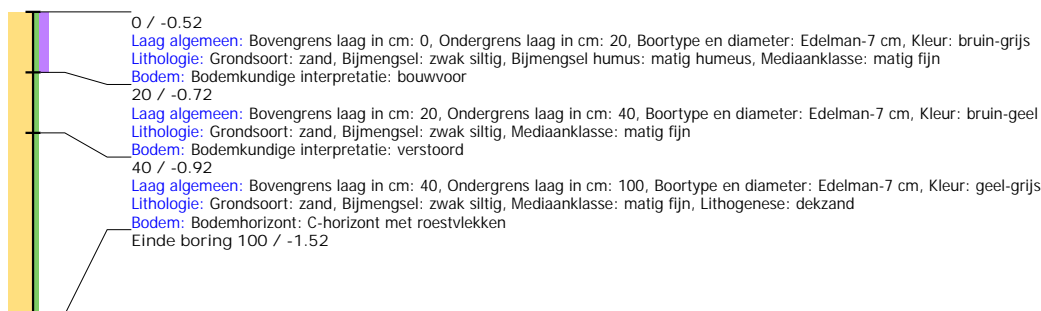 0 / -0.52
Laag algemeen: Bovengrens laag in cm: 0, Ondergrens laag in cm: 20, Boortype en diameter: Edelman-7 cm, Kleur: bruin-grijs
Lithologie: Grondsoort: zand, Bijmengsel: zwak siltig, Bijmengsel humus: matig humeus, Mediaanklasse: matig fijn
Bodem: Bodemkundige interpretatie: bouwvoor
20 / -0.72
Laag algemeen: Bovengrens laag in cm: 20, Ondergrens laag in cm: 40, Boortype en diameter: Edelman-7 cm, Kleur: bruin-geel
Lithologie: Grondsoort: zand, Bijmengsel: zwak siltig, Mediaanklasse: matig fijn
Bodem: Bodemkundige interpretatie: verstoord
40 / -0.92
Laag algemeen: Bovengrens laag in cm: 40, Ondergrens laag in cm: 100, Boortype en diameter: Edelman-7 cm, Kleur: geel-grijs
Lithologie: Grondsoort: zand, Bijmengsel: zwak siltig, Mediaanklasse: matig fijn, Lithogenese: dekzand
Bodem: Bodemhorizont: C-horizont met roestvlekken
Einde boring 100 / -1.52